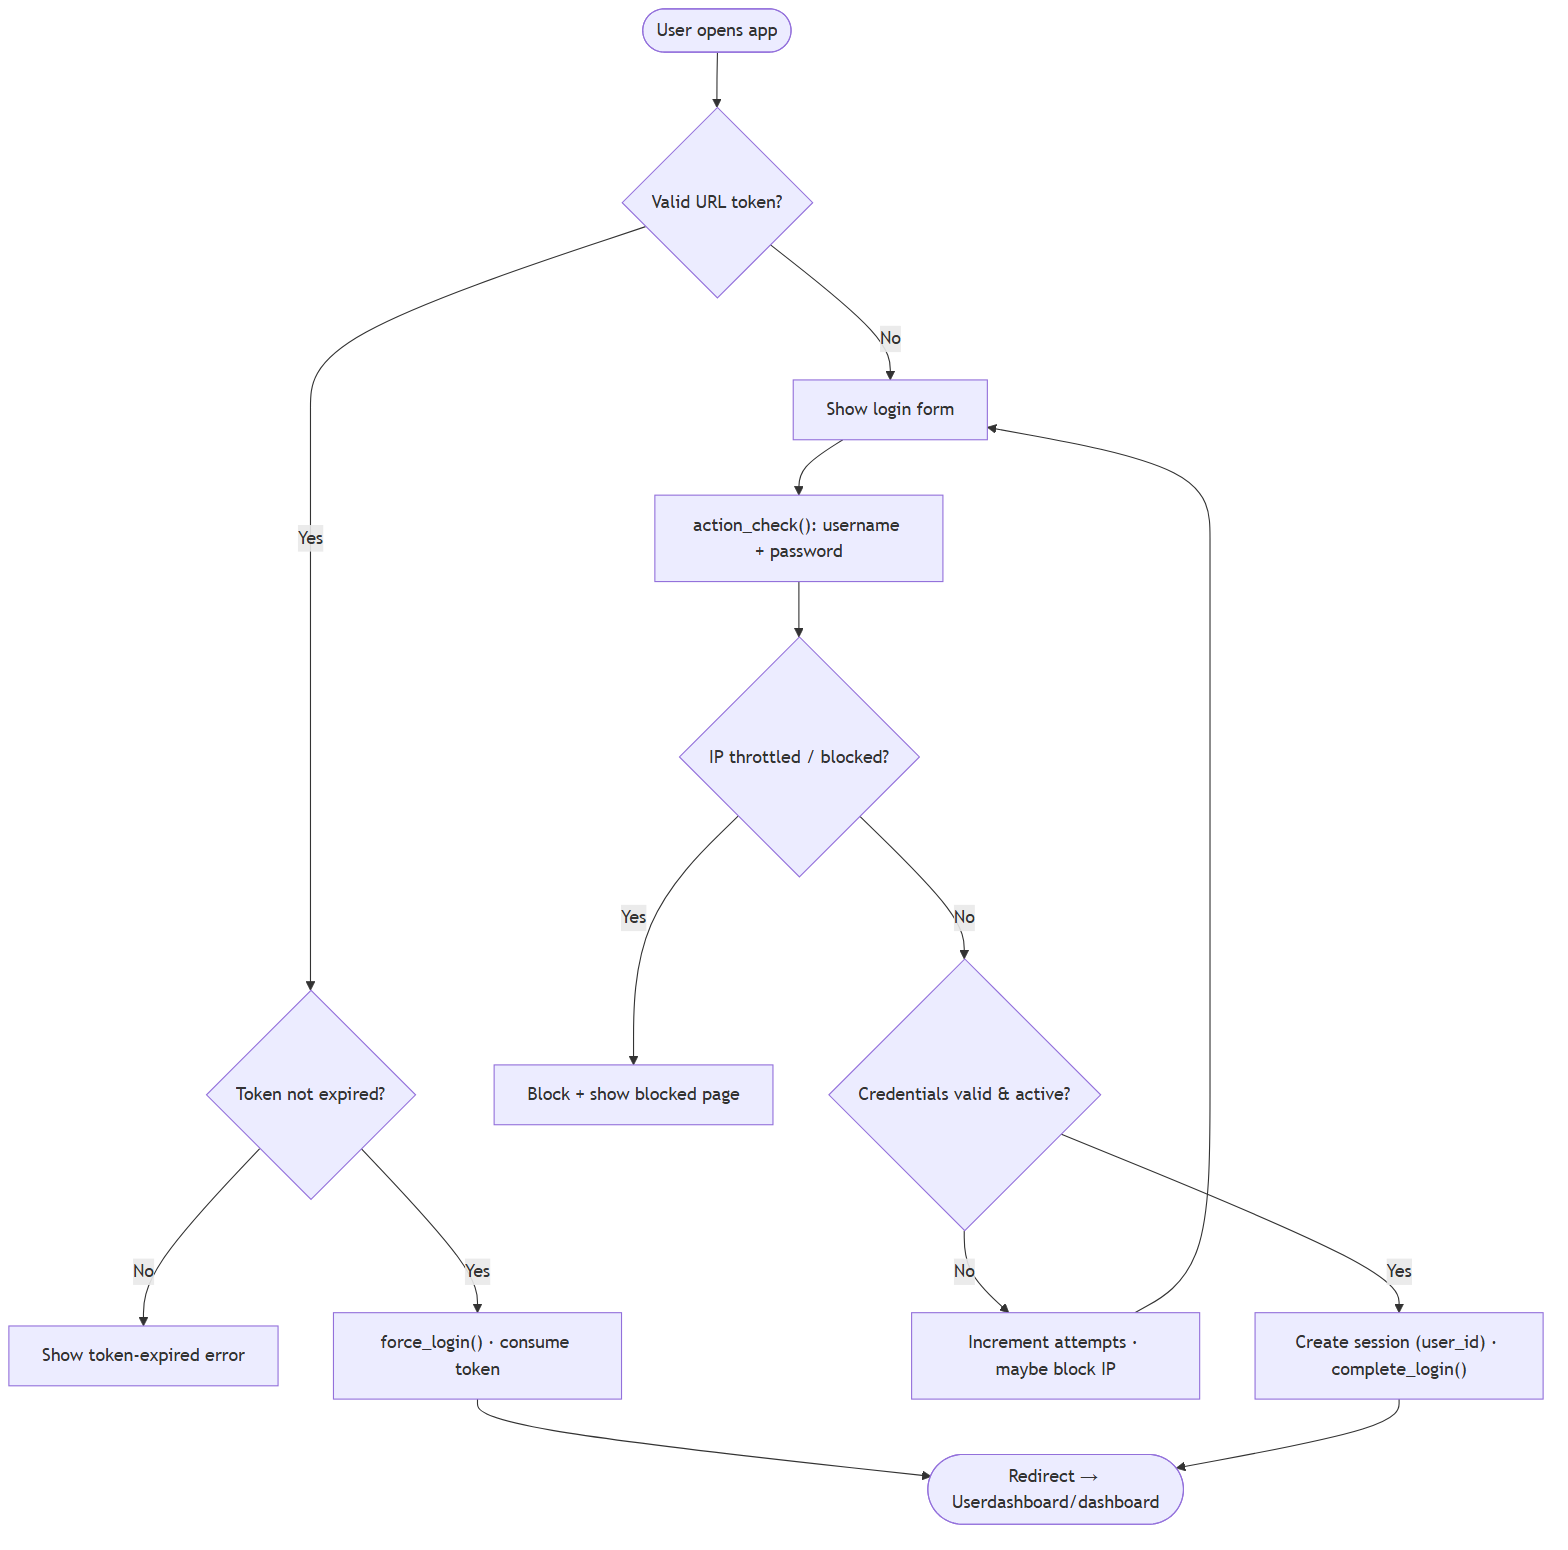 User opens app
Valid URL token?
No
Show login form
Yes
action_check(): username
+ password
IP throttled / blocked?
Yes
No
Token not expired?
Block + show blocked page
Credentials valid & active?
No
Yes
No
Yes
Show token-expired error
force_login() · consume
token
Increment attempts ·
maybe block IP
Create session (user_id) ·
complete_login()
Redirect →
Userdashboard/dashboard